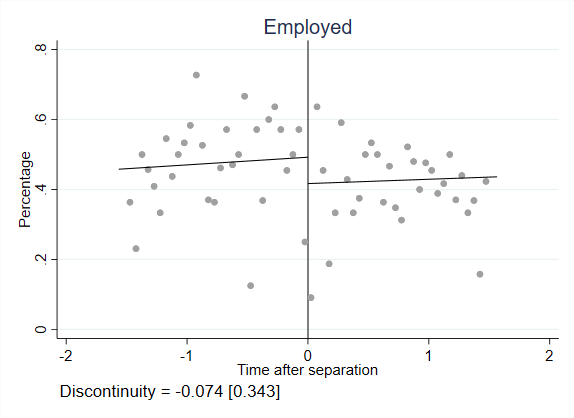 Employed
Percentage
.8
.6
.4
.2
0
-2 -1 0 1 2
Time after separation
Discontinuity = -0.074 [0.343]